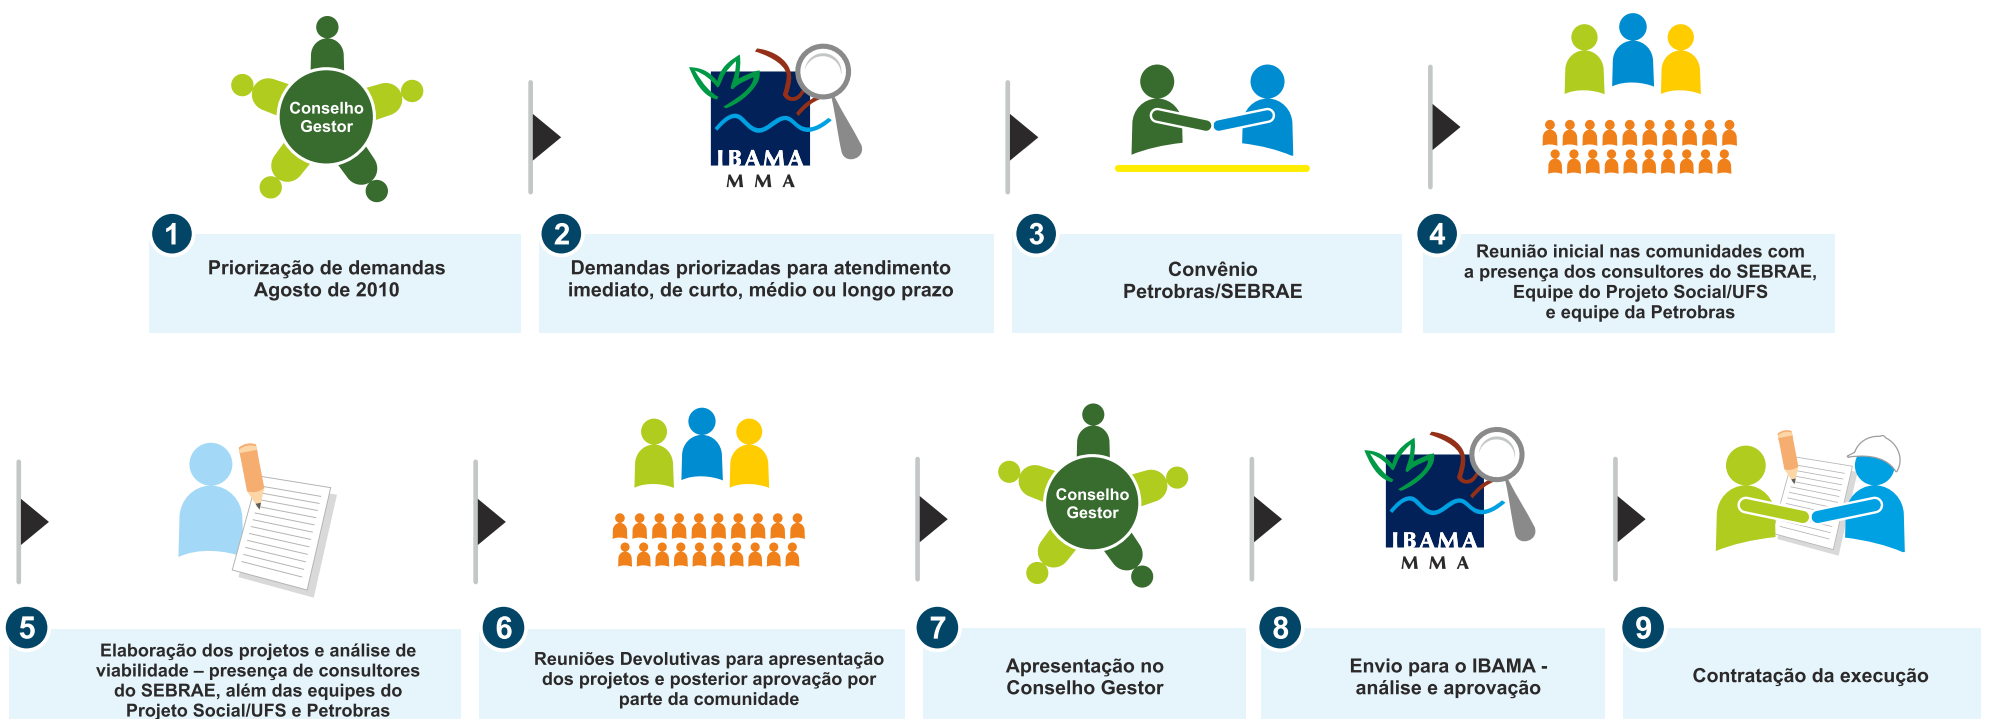 Conselho
Gestor
IBAMA
M M A
1
Priorização de demandas
Agosto de 2010
2
Demandas priorizadas para atendimento
imediato, de curto, médio ou longo prazo
3
Convênio
Petrobras/SEBRAE
4
Reunião inicial nas comunidades com
a presença dos consultores do SEBRAE,
Equipe do Projeto Social/UFS
e equipe da Petrobras
Conselho
Gestor
IBAMA
M M A
5
Elaboração dos projetos e análise de
viabilidade – presença de consultores
do SEBRAE, além das equipes do
Projeto Social/UFS e Petrobras
6
Reuniões Devolutivas para apresentação
dos projetos e posterior aprovação por
parte da comunidade
7
Apresentação no
Conselho Gestor
8
Envio para o IBAMA -
análise e aprovação
9
Contratação da execução